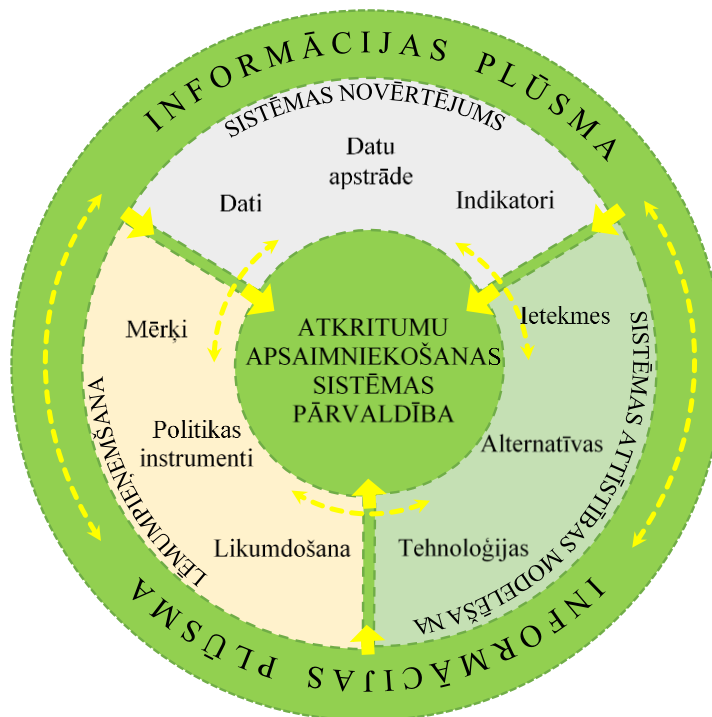 INFORMĀCIJAS PLŪSMA
SISTĒMAS NOVĒRTĒJUMS
Datu
apstrāde
Dati
Indikatori
Mērķi
Politikas
instrumenti
Likumdošana
LĒMUMPIEŅEMŠANA
ATKRITUMU
APSAIMNIEKOŠANAS
SISTĒMAS
PĀRVALDĪBA
Ietekmes
Alternatīvas
Tehnoloģijas
SISTĒMAS ATTĪSTĪBAS MODELĒŠANA
INFORMĀCIJAS PLŪSMA